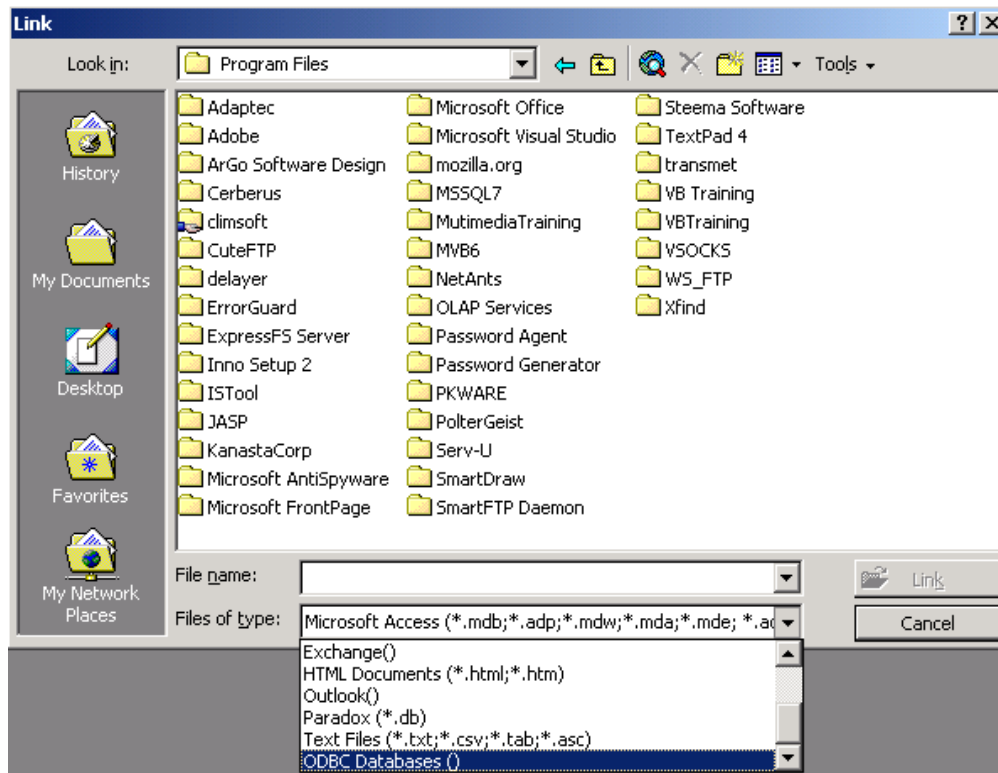 Link
Look in:
Program Files
Tools
History
My Documents
Desktop
Favorites
My Network
Places
Adaptec
Adobe
ArGo Software Design
Cerberus
climsoft
CuteFTP
delayer
ErrorGuard
ExpressFS Server
Inno Setup 2
ISTool
JASP
KanastaCorp
Microsoft AntiSpyware
Microsoft FrontPage
Microsoft Office
Microsoft Visual Studio
mozilla.org
MSSQL7
MutimediaTraining
MVB6
NetAnts
OLAP Services
Password Agent
Password Generator
PKWARE
PolterGeist
Serv-U
SmartDraw
SmartFTP Daemon
Steema Software
TextPad 4
transmet
VB Training
VBTraining
VSOCKS
WS_FTP
Xfind
File name:
Link
Files of type:
Microsoft Access (*.mdb;*.adp;*.mdw;*.mda;*.mde;
Cancel
Exchange()
HTML Documents (*.html;*.htm)
Outlook()
Paradox (*.db)
Text Files (*.txt;*.csv;*.tab;*.asc)
ODBC Databases ()